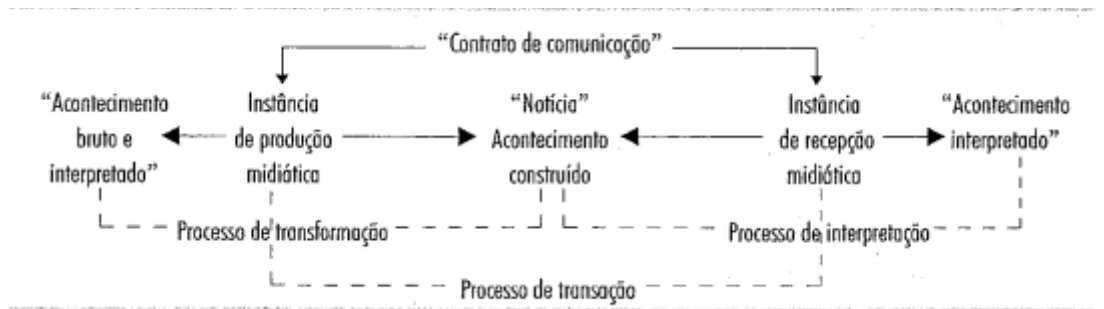 “Contrato de comunicação”
“Acontecimento
bruto e
interpretado”
Instância
de produção
midiática
“Notícia”
Acontecimento
construído
Instância
de recepção
midiática
“Acontecimento
interpretado”
Processo de transformação
Processo de interpretação
Processo de transação